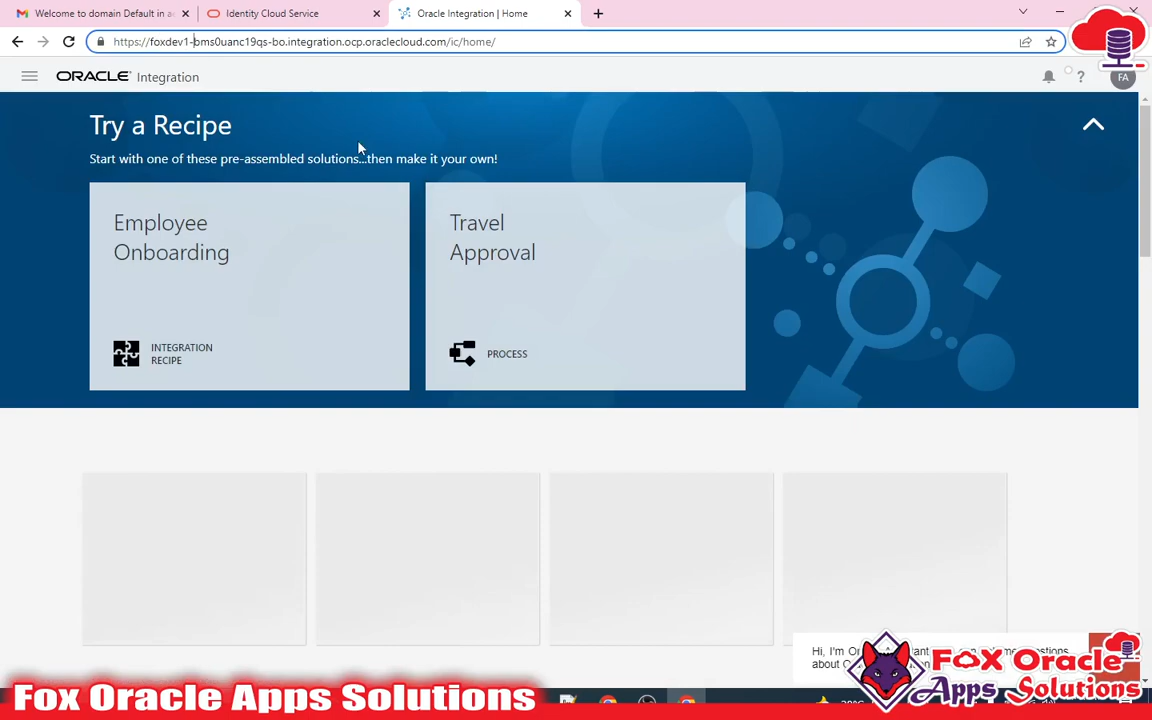 Welcome to domain Default in ac
Identity Cloud Service
Oracle Integration | Home
https://foxdev1-bms0uanc19qs-bo.integration.ocp.oraclecloud.com/ic/home/
ORACLE Integration
?
FA
Try a Recipe
Start with one of these pre-assembled solutions...then make it your own!
Employee
Onboarding
Travel
Approval
INTEGRATION
RECIPE
PROCESS
Hi, I'm
about
Fox Oracle
Apps Solutions
Fox Oracle Apps Solutions